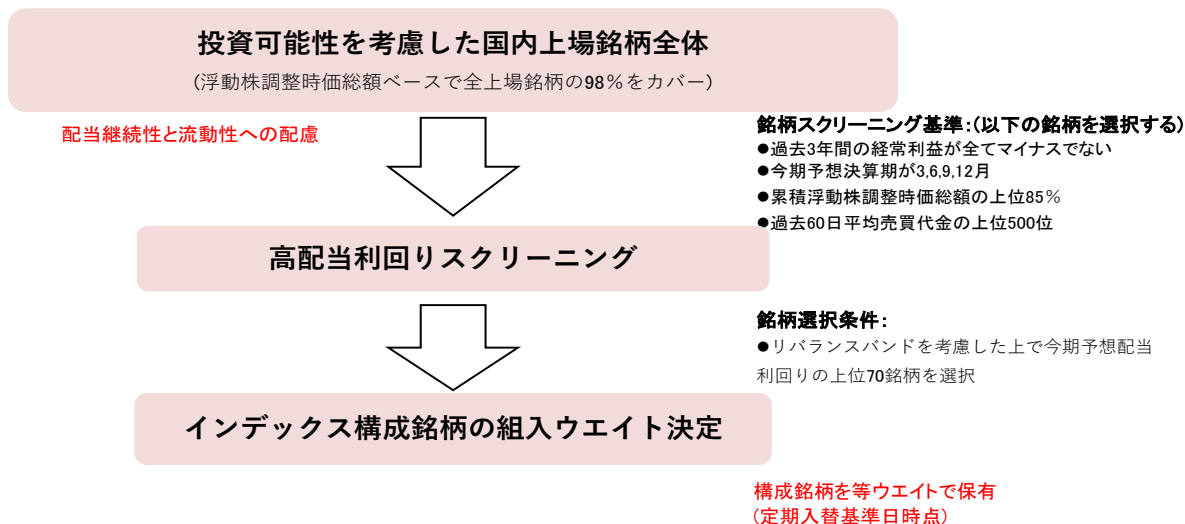 投資可能性を考慮した国内上場銘柄全体
(浮動株調整時価総額ベースで全上場銘柄の98%をカバー)
配当継続性と流動性への配慮
銘柄スクリーニング基準:(以下の銘柄を選択する)
●過去3年間の経常利益が全てマイナスでない
●今期予想決算期が3,6,9,12月
●累積浮動株調整時価総額の上位85%
●過去60日平均売買代金の上位500位
高配当利回りスクリーニング
銘柄選択条件:
●リバランスバンドを考慮した上で今期予想配当
利回りの上位70銘柄を選択
インデックス構成銘柄の組入ウエイト決定
構成銘柄を等ウエイトで保有
(定期入替基準日時点)